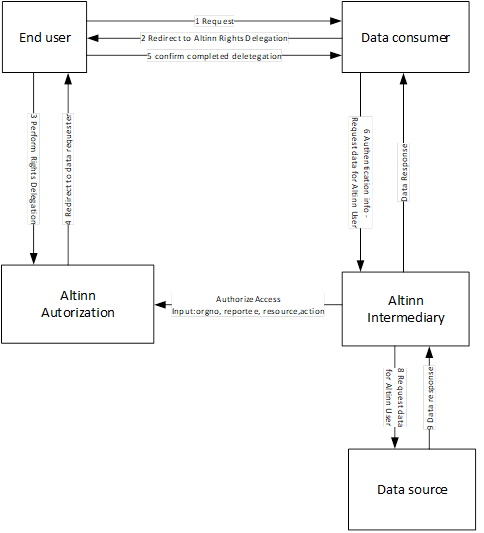 End user
1 Request
2 Redirect to Altinn Rights Delegation
5 confirm completed deletegation
Data consumer
3 Perform
Rights Delegation
4 Redirect to data requester
6 Authentication info -
Request data for Altinn User
Data Response
Altinn
Autorization
Authorize Access
Input:orgno, reportee, resource,action
Altinn
Intermediary
8 Request data
for Altinn User
9 Data response
Data source